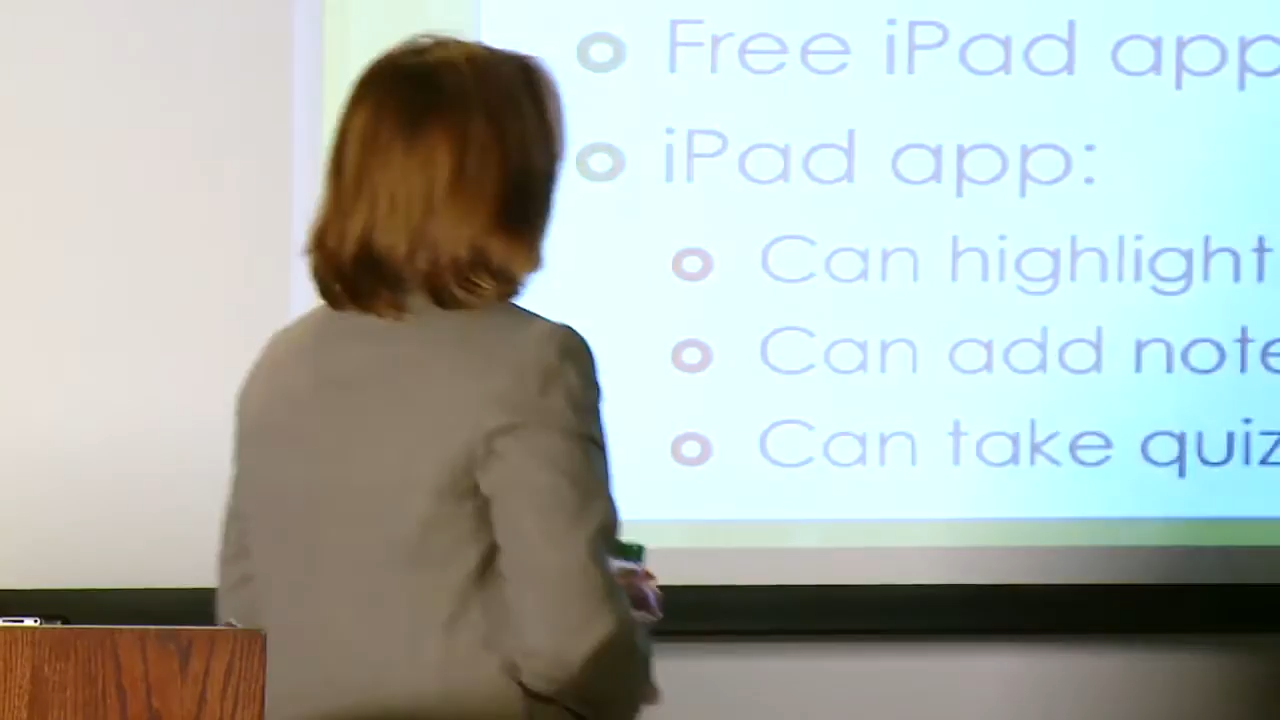 Free iPad app
iPad app:
Can highlight
Can add note
Can take quiz